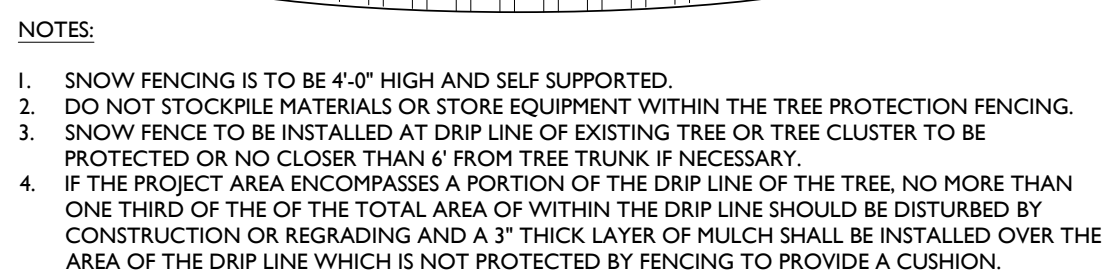 NOTES:
1. SNOW FENCING IS TO BE 4'-0" HIGH AND SELF SUPPORTED.
2. DO NOT STOCKPILE MATERIALS OR STORE EQUIPMENT WITHIN THE TREE PROTECTION FENCING.
3. SNOW FENCE TO BE INSTALLED AT DRIP LINE OF EXISTING TREE OR TREE CLUSTER TO BE
PROTECTED OR NO CLOSER THAN 6' FROM TREE TRUNK IF NECESSARY.
4. IF THE PROJECT AREA ENCOMPASSES A PORTION OF THE DRIP LINE OF THE TREE, NO MORE THAN
ONE THIRD OF THE OF THE TOTAL AREA OF WITHIN THE DRIP LINE SHOULD BE DISTURBED BY
CONSTRUCTION OR REGRADING AND A 3" THICK LAYER OF MULCH SHALL BE INSTALLED OVER THE
AREA OF THE DRIP LINE WHICH IS NOT PROTECTED BY FENCING TO PROVIDE A CUSHION.